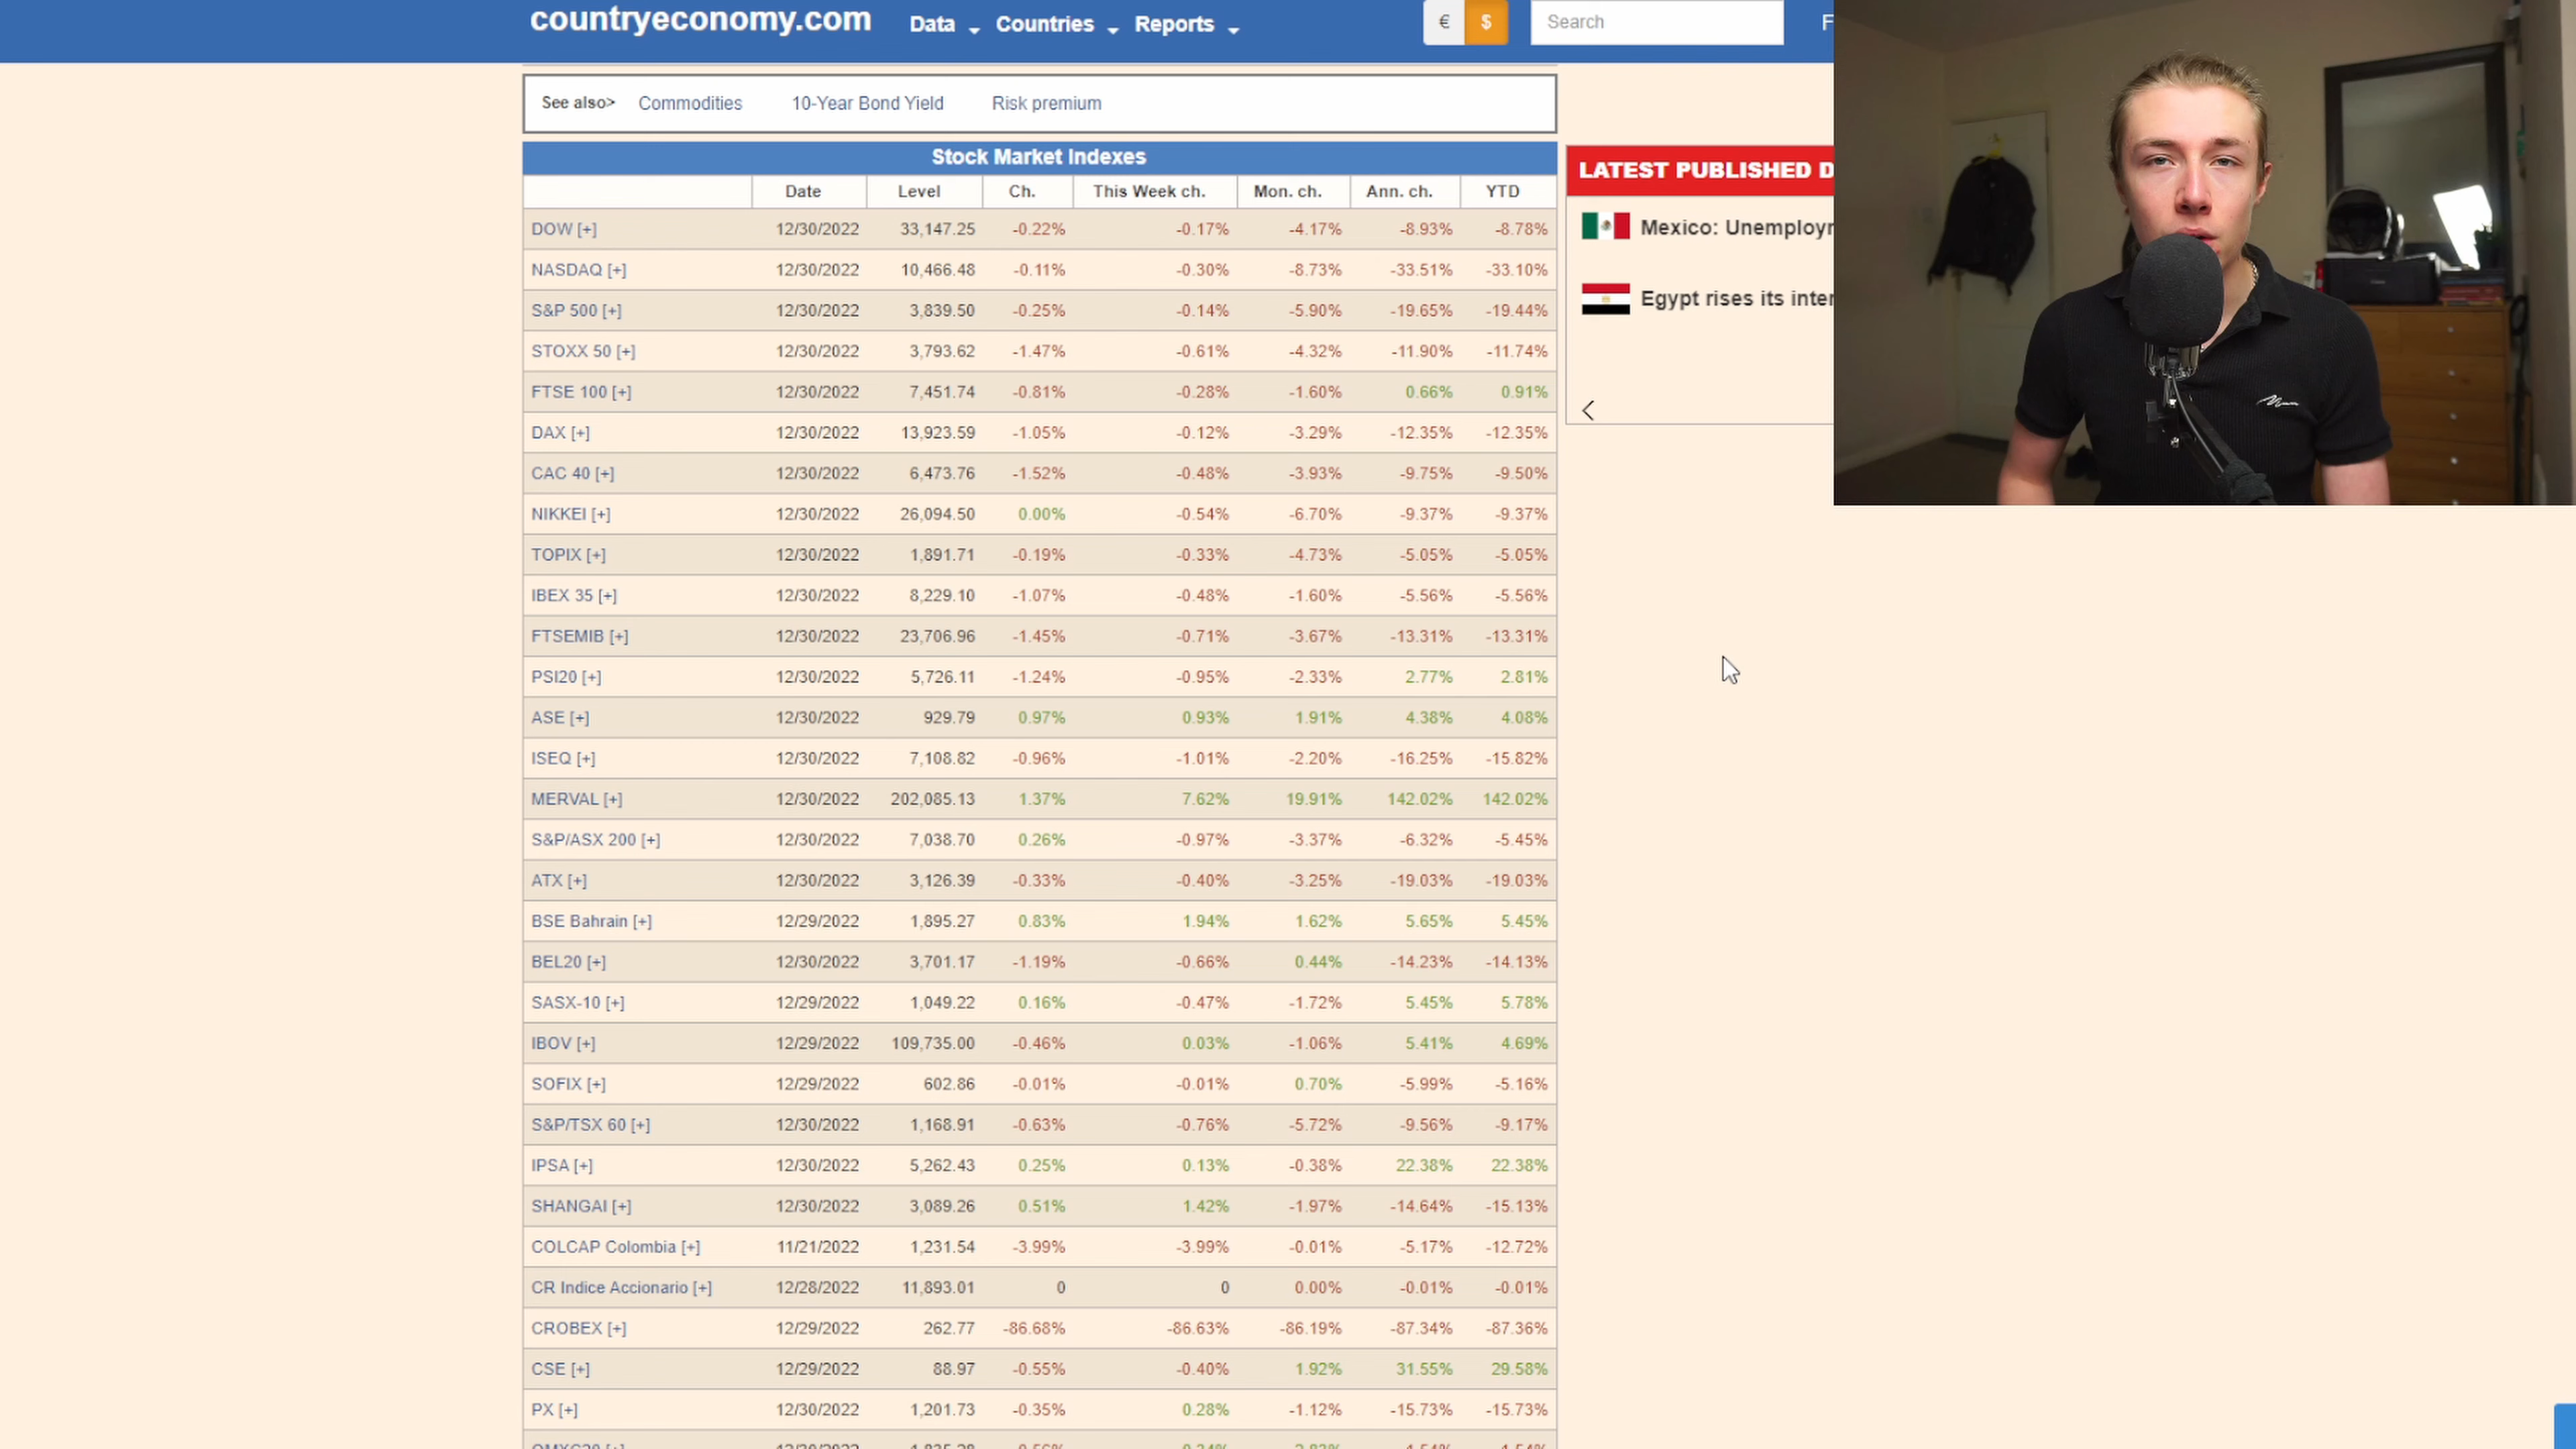 countryeconomy.com Data Countries Reports € $ Search F
See also> Commodities 10-Year Bond Yield Risk premium
Stock Market Indexes
Date Level Ch. This Week ch. Mon. ch. Ann. ch. YTD
DOW [+] 12/30/2022 33,147.25 -0.22% -0.17% -4.17% -8.93% -8.78%
NASDAQ [+] 12/30/2022 10,466.48 -0.11% -0.30% -8.73% -33.51% -33.10%
S&P 500 [+] 12/30/2022 3,839.50 -0.25% -0.14% -5.90% -19.65% -19.44%
STOXX 50 [+] 12/30/2022 3,793.62 -1.47% -0.61% -4.32% -11.90% -11.74%
FTSE 100 [+] 12/30/2022 7,451.74 -0.81% -0.28% -1.60% 0.66% 0.91%
DAX [+] 12/30/2022 13,923.59 -1.05% -0.12% -3.29% -12.35% -12.35%
CAC 40 [+] 12/30/2022 6,473.76 -1.52% -0.48% -3.93% -9.75% -9.50%
NIKKEI [+] 12/30/2022 26,094.50 0.00% -0.54% -6.70% -9.37% -9.37%
TOPIX [+] 12/30/2022 1,891.71 -0.19% -0.33% -4.73% -5.05% -5.05%
IBEX 35 [+] 12/30/2022 8,229.10 -1.07% -0.48% -1.60% -5.56% -5.56%
FTSEMIB [+] 12/30/2022 23,706.96 -1.45% -0.71% -3.67% -13.31% -13.31%
PSI20 [+] 12/30/2022 5,726.11 -1.24% -0.95% -2.33% 2.77% 2.81%
ASE [+] 12/30/2022 929.79 0.97% 0.93% 1.91% 4.38% 4.08%
ISEQ [+] 12/30/2022 7,108.82 -0.96% -1.01% -2.20% -16.25% -15.82%
MERVAL [+] 12/30/2022 202,085.13 1.37% 7.62% 19.91% 142.02% 142.02%
S&P/ASX 200 [+] 12/30/2022 7,038.70 0.26% -0.97% -3.37% -6.32% -5.45%
ATX [+] 12/30/2022 3,126.39 -0.33% -0.40% -3.25% -19.03% -19.03%
BSE Bahrain [+] 12/29/2022 1,895.27 0.83% 1.94% 1.62% 5.65% 5.45%
BEL20 [+] 12/30/2022 3,701.17 -1.19% -0.66% 0.44% -14.23% -14.13%
SASX-10 [+] 12/29/2022 1,049.22 0.16% -0.47% -1.72% 5.45% 5.78%
IBOV [+] 12/29/2022 109,735.00 -0.46% 0.03% -1.06% 5.41% 4.69%
SOFIX [+] 12/29/2022 602.86 -0.01% -0.01% 0.70% -5.99% -5.16%
S&P/TSX 60 [+] 12/30/2022 1,168.91 -0.63% -0.76% -5.72% -9.56% -9.17%
IPSA [+] 12/30/2022 5,262.43 0.25% 0.13% -0.38% 22.38% 22.38%
SHANGAI [+] 12/30/2022 3,089.26 0.51% 1.42% -1.97% -14.64% -15.13%
COLCAP Colombia [+] 11/21/2022 1,231.54 -3.99% -3.99% -0.01% -5.17% -12.72%
CR Indice Accionario [+] 12/28/2022 11,893.01 0 0 0.00% -0.01% -0.01%
CROBEX [+] 12/29/2022 262.77 -86.68% -86.63% -86.19% -87.34% -87.36%
CSE [+] 12/29/2022 88.97 -0.55% -0.40% 1.92% 31.55% 29.58%
PX [+] 12/30/2022 1,201.73 -0.35% 0.28% -1.12% -15.73% -15.73%
LATEST PUBLISHED D
Mexico: Unemploy
Egypt rises its inter